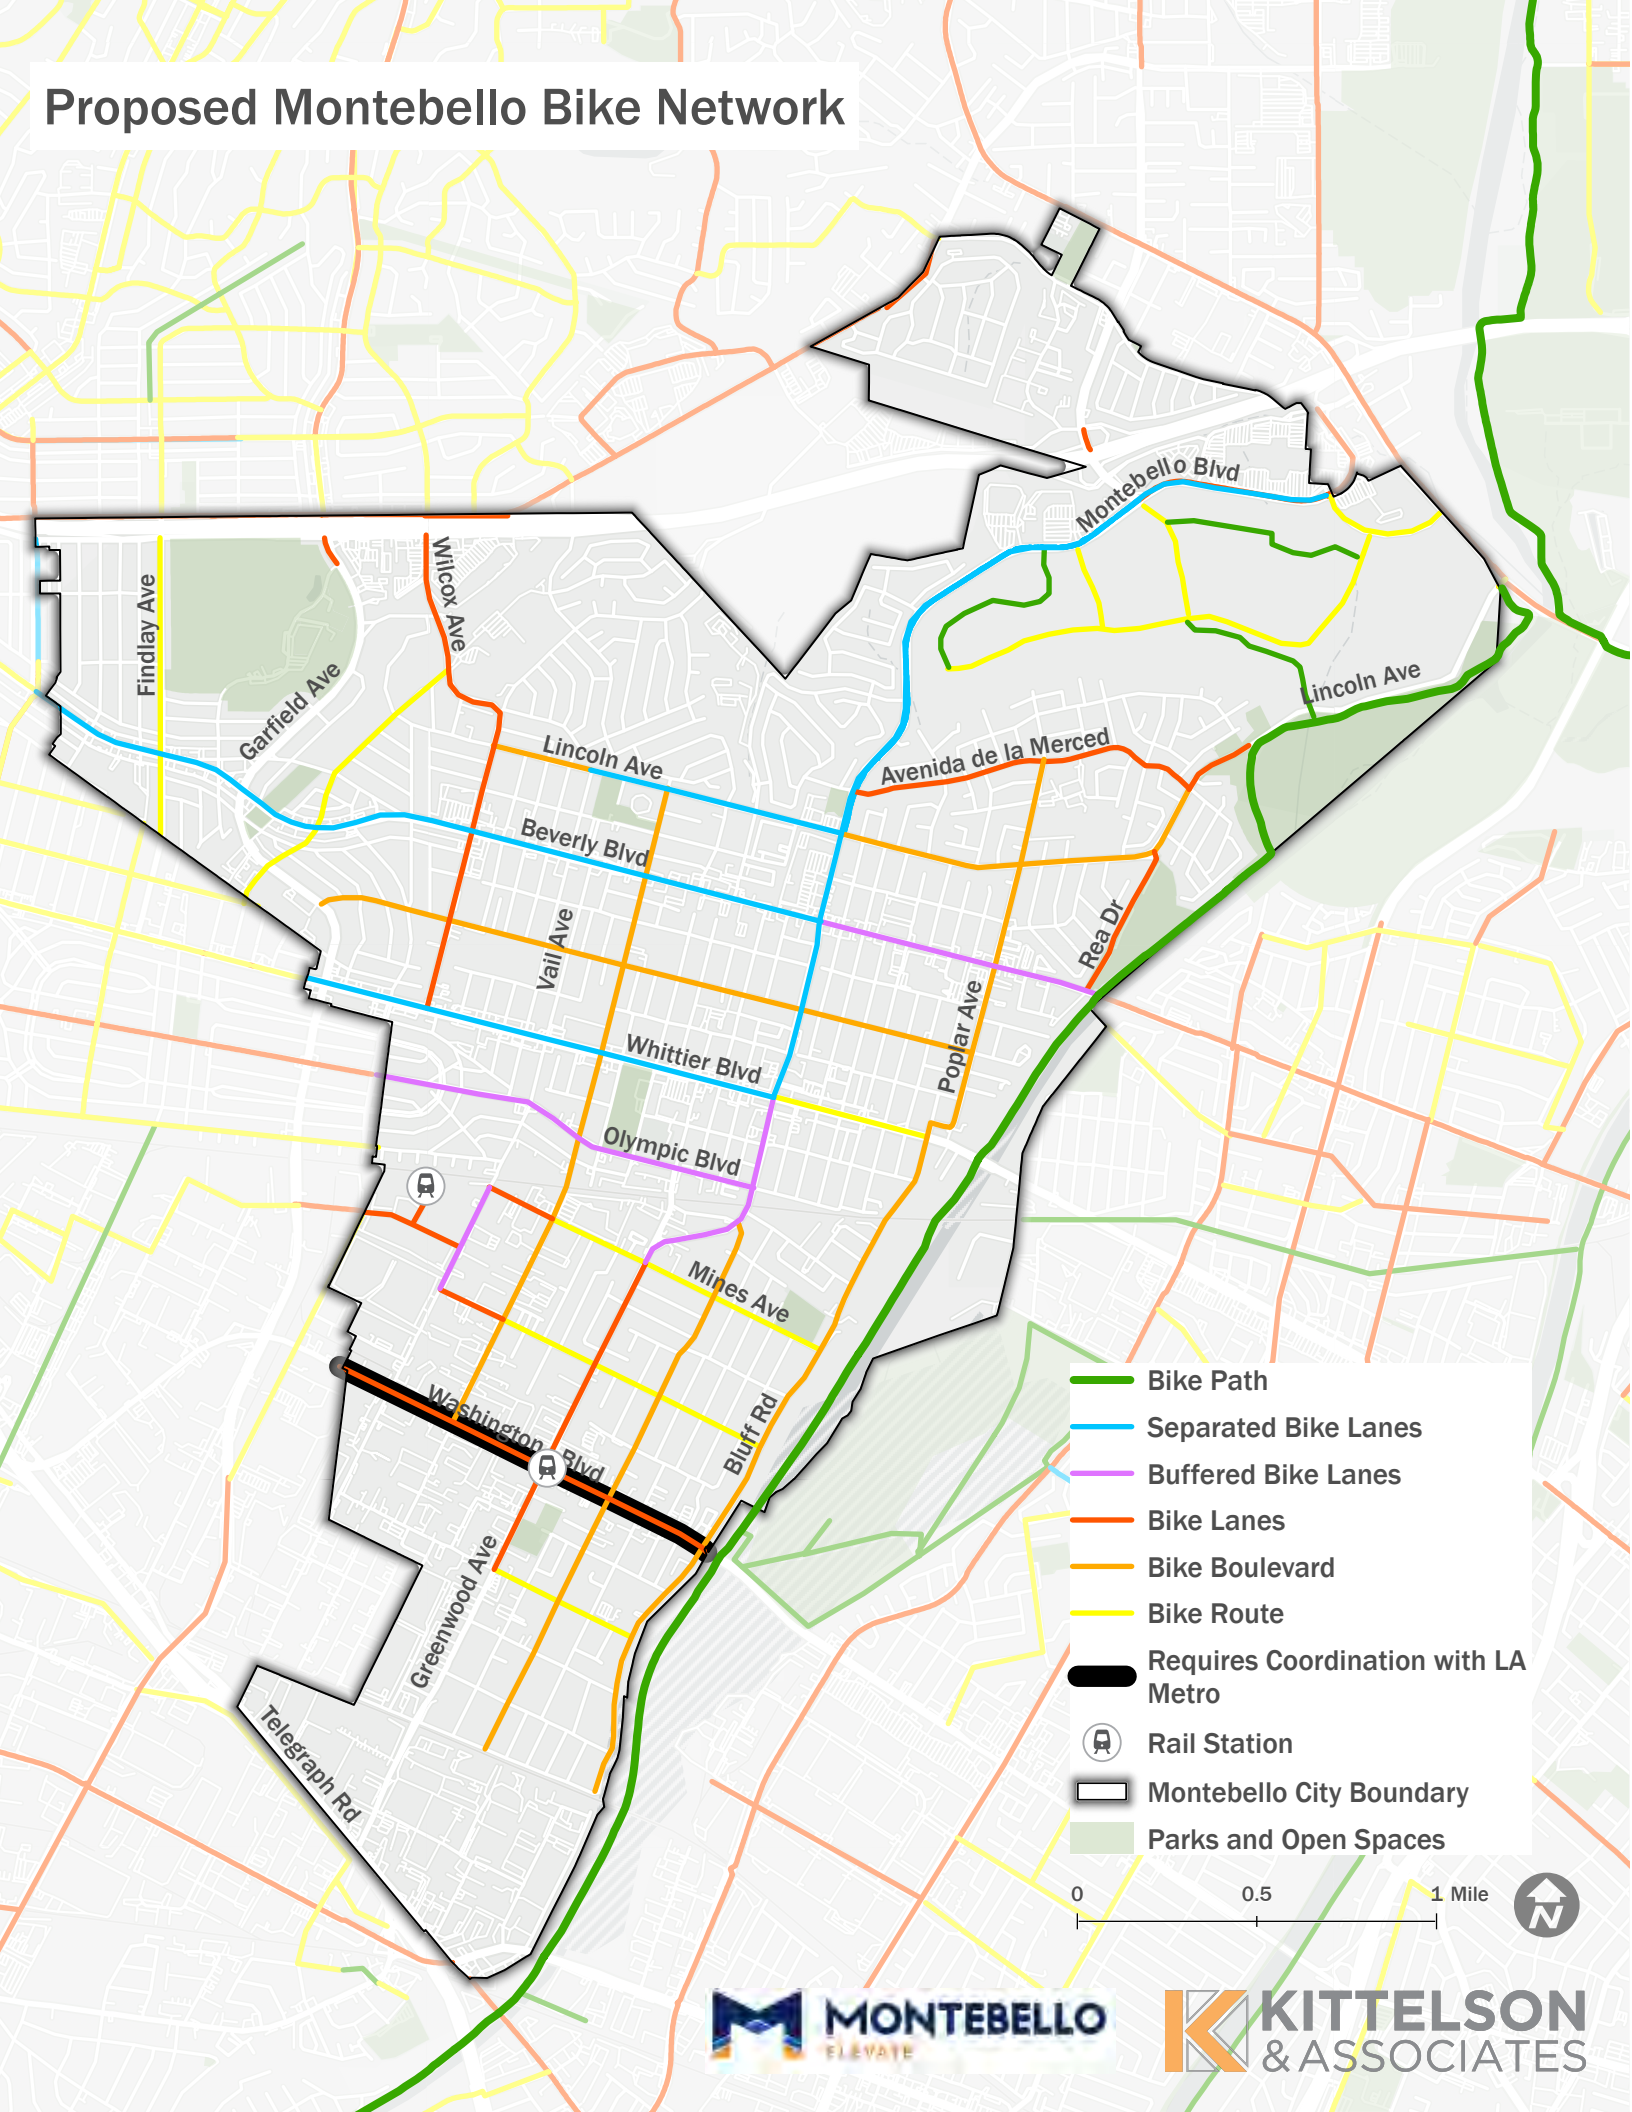 Proposed Montebello Bike Network
Montebello Blvd
Wilcox Ave
Findlay Ave
Garfield Ave
Lincoln Ave
Lincoln Ave
Avenida de la Merced
Beverly Blvd
Vail Ave
Rea Dr
Poplar Ave
Whittier Blvd
Olympic Blvd
Mines Ave
Washington Blvd
Bluff Rd
Greenwood Ave
Telegraph Rd
Bike Path
Separated Bike Lanes
Buffered Bike Lanes
Bike Lanes
Bike Boulevard
Bike Route
Requires Coordination with LA
Metro
Rail Station
Montebello City Boundary
Parks and Open Spaces
0 0.5 1 Mile
N
MONTEBELLO
ELEVATE
KITTELSON
& ASSOCIATES